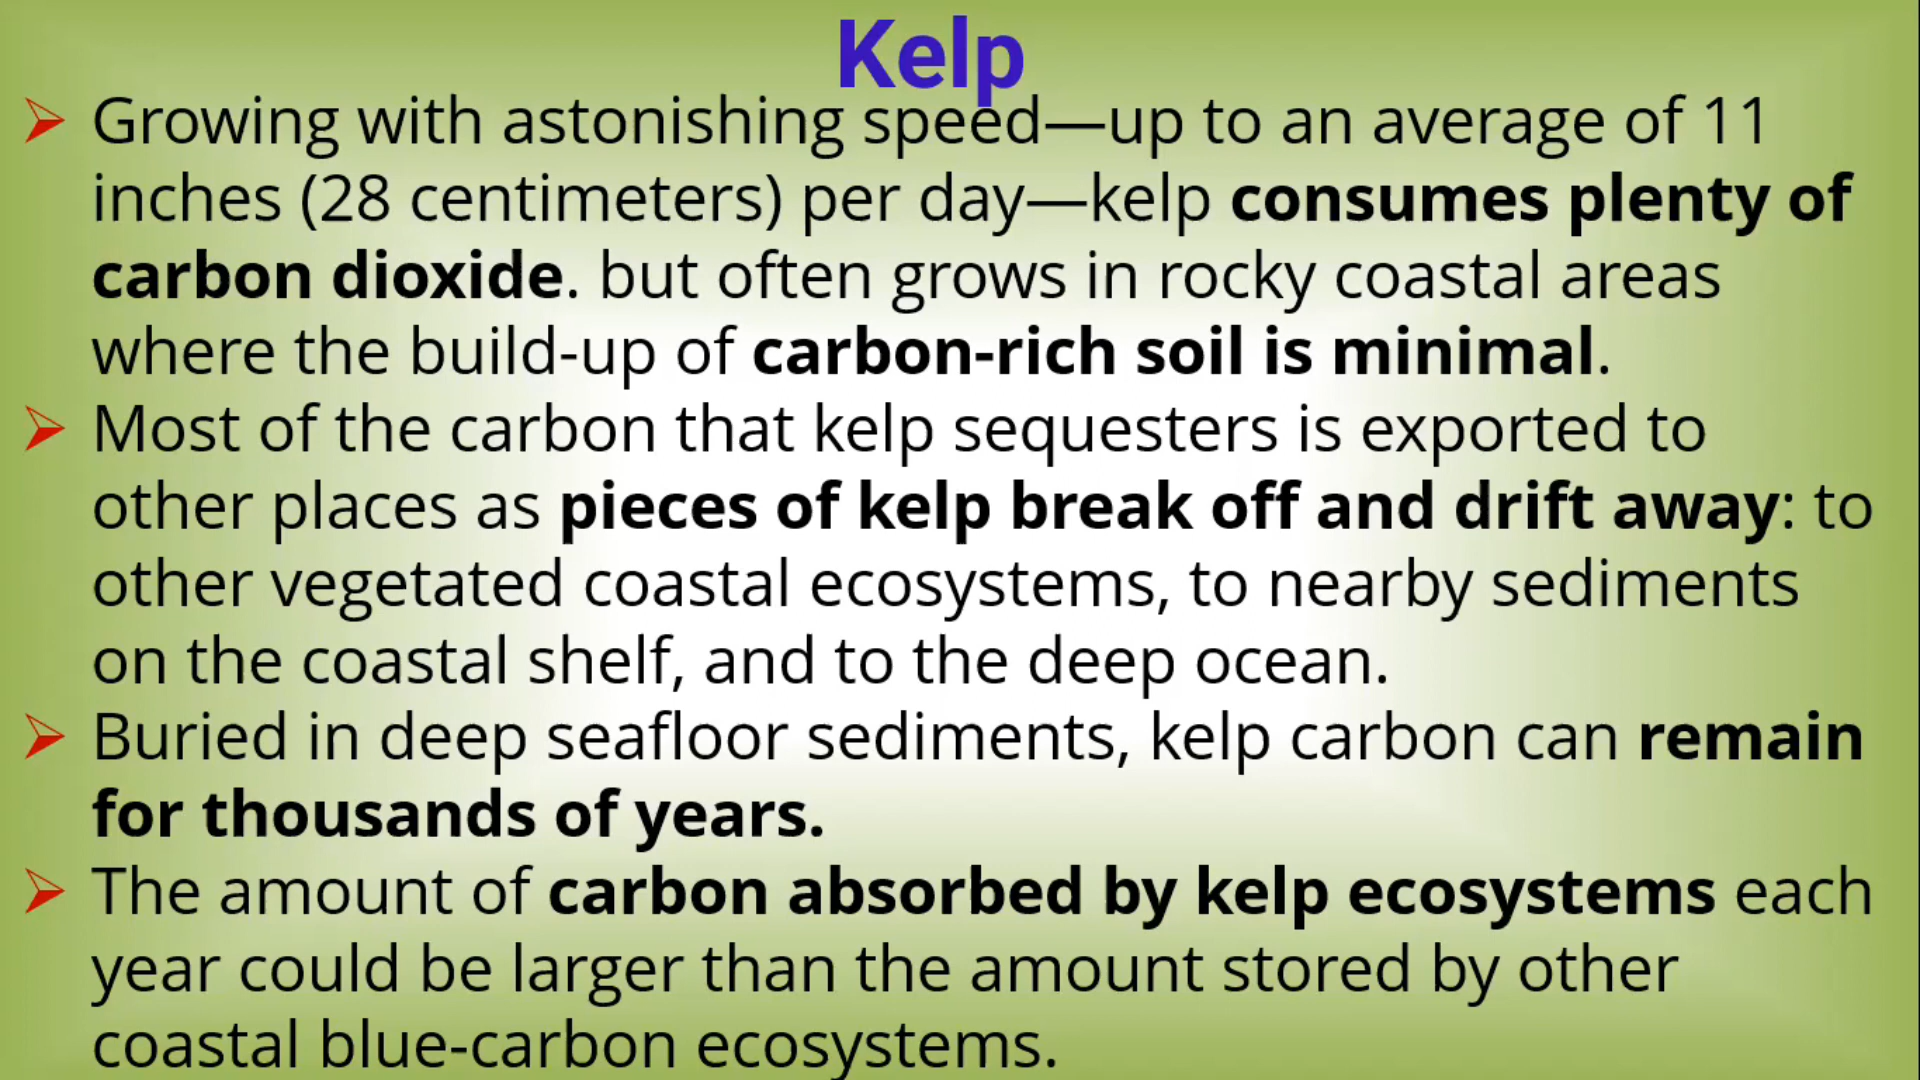 Kelp
Growing with astonishing speed—up to an average of 11
inches (28 centimeters) per day—kelp consumes plenty of
carbon dioxide. but often grows in rocky coastal areas
where the build-up of carbon-rich soil is minimal.
Most of the carbon that kelp sequesters is exported to
other places as pieces of kelp break off and drift away: to
other vegetated coastal ecosystems, to nearby sediments
on the coastal shelf, and to the deep ocean.
Buried in deep seafloor sediments, kelp carbon can remain
for thousands of years.
The amount of carbon absorbed by kelp ecosystems each
year could be larger than the amount stored by other
coastal blue-carbon ecosystems.